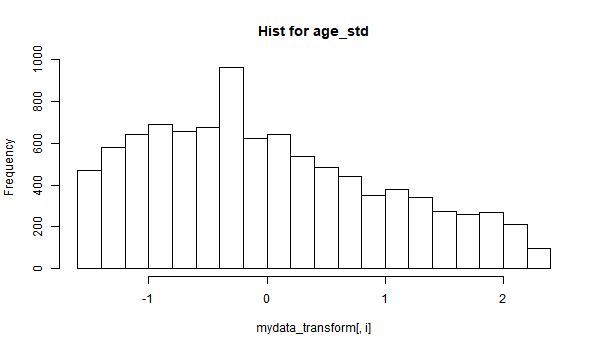 Hist for age_std
Frequency
1000
800
600
400
200
0
-1 0 1 2
mydata_transform[, i]